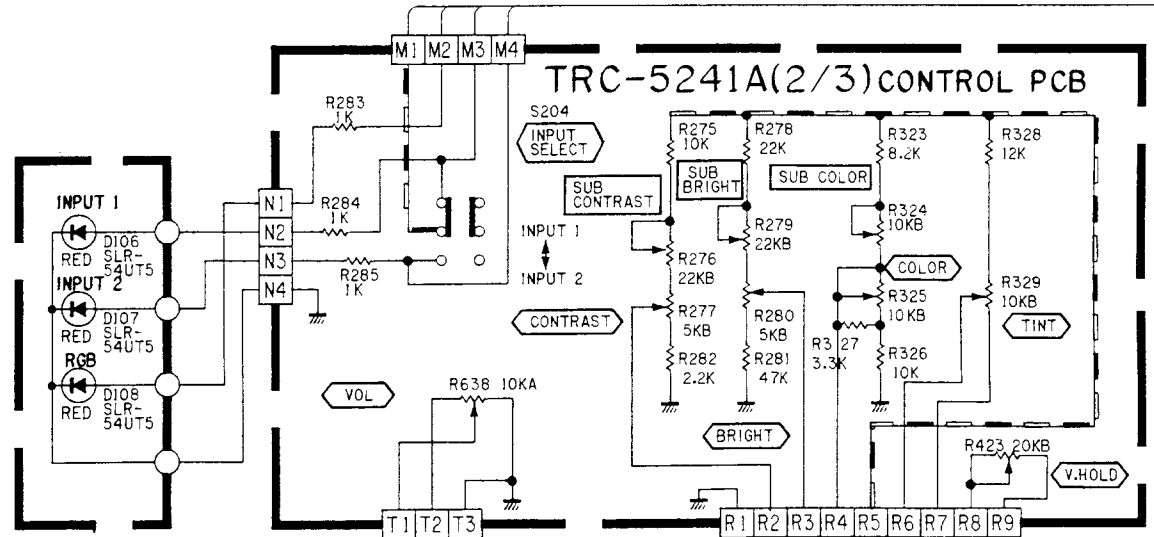 M1 M2 M3 M4
TRC-5241A(2/3) CONTROL PCB
R283
1K
S204
INPUT
SELECT
R275
10K
R278
22K
R323
8.2K
R328
12K
SUB
CONTRAST
SUB
BRIGHT
SUB COLOR
INPUT 1
RED
D106
SLR-
54UT5
INPUT 2
RED
D107
SLR-
54UT5
RGB
RED
D108
SLR-
54UT5
N1
N2
N3
N4
R284
1K
R285
1K
INPUT 1
INPUT 2
R276
22KB
R279
22KB
R324
10KB
COLOR
CONTRAST
R277
5KB
R280
5KB
R325
10KB
R329
10KB
TINT
R282
2.2K
R281
47K
R327
3.3K
R326
10K
VOL
R638 10KA
BRIGHT
R423 20KB
V.HOLD
T1 T2 T3
R1 R2 R3 R4 R5 R6 R7 R8 R9